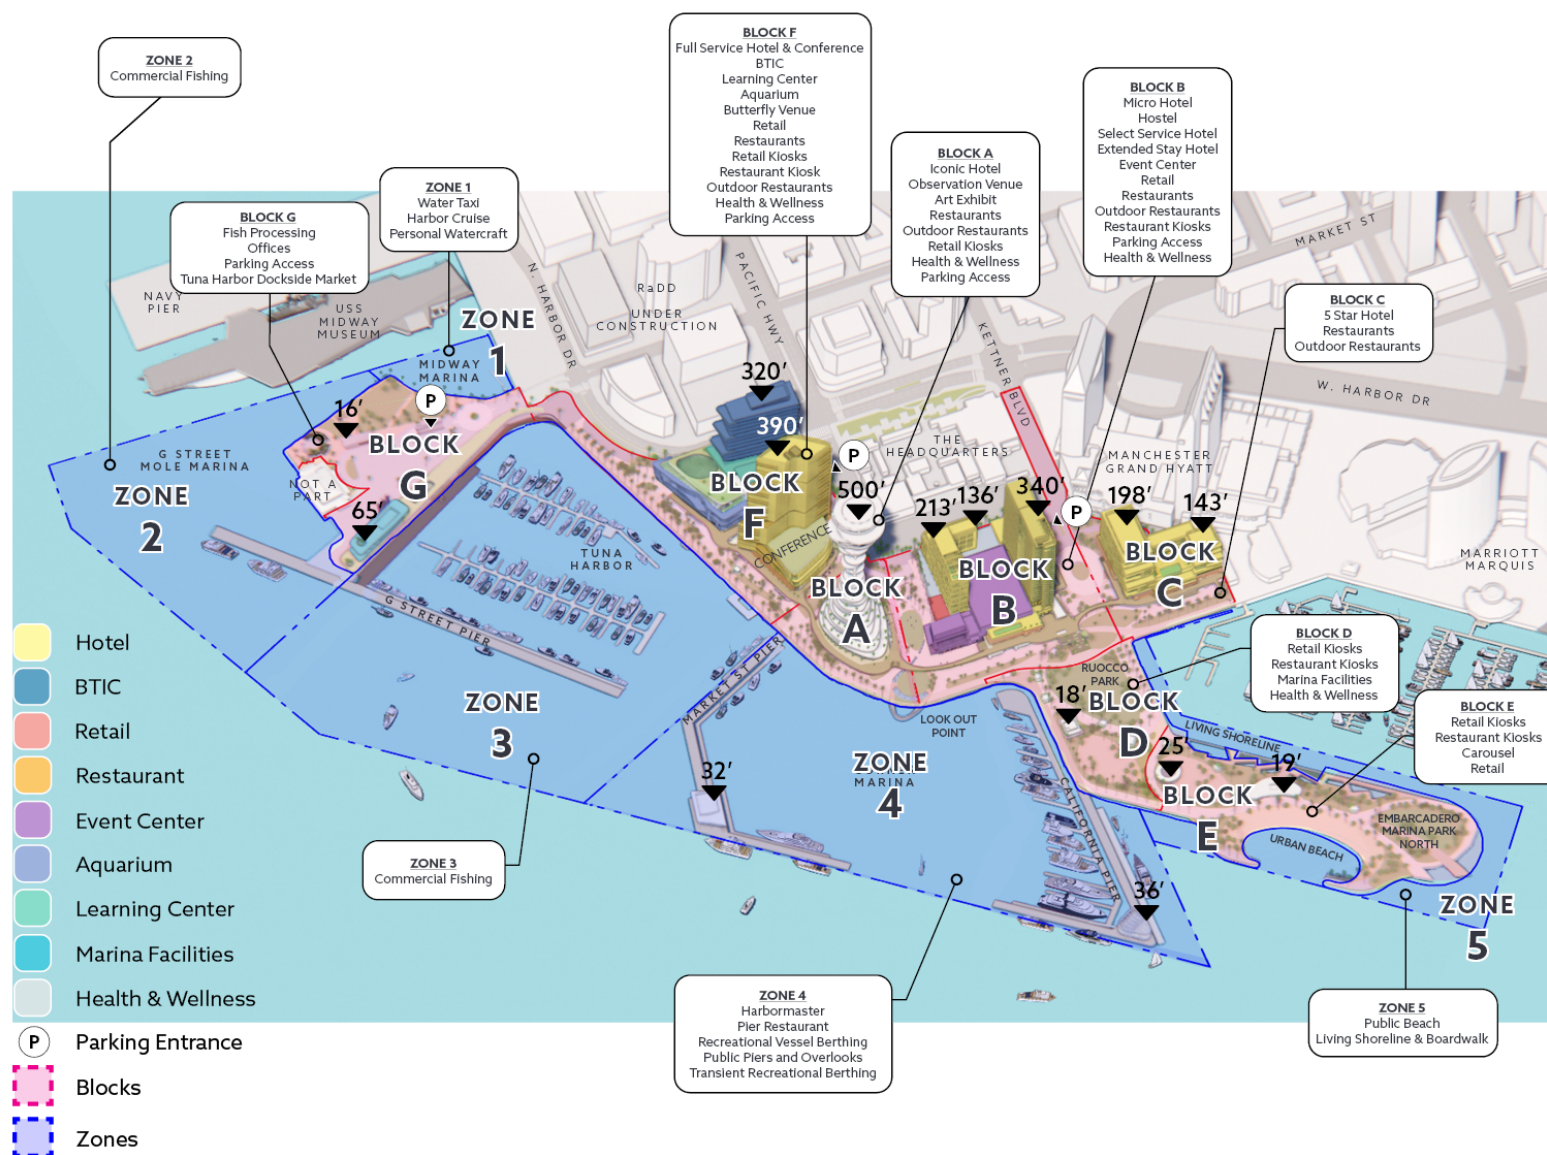 ZONE 2
Commercial Fishing
BLOCK F
Full Service Hotel & Conference
BTIC
Learning Center
Aquarium
Butterfly Venue
Retail
Restaurants
Retail Kiosks
Restaurant Kiosk
Outdoor Restaurants
Health & Wellness
Parking Access
BLOCK B
Micro Hotel
Hostel
Select Service Hotel
Extended Stay Hotel
Event Center
Retail
Restaurants
Outdoor Restaurants
Restaurant Kiosks
Parking Access
Health & Wellness
BLOCK A
Iconic Hotel
Observation Venue
Art Exhibit
Restaurants
Outdoor Restaurants
Retail Kiosks
Health & Wellness
Parking Access
ZONE 1
Water Taxi
Harbor Cruise
Personal Watercraft
BLOCK G
Fish Processing
Offices
Parking Access
Tuna Harbor Dockside Market
BLOCK C
5 Star Hotel
Restaurants
Outdoor Restaurants
NAVY
PIER
USS
MIDWAY
MUSEUM
ZONE
1
MIDWAY
MARINA
N. HARBOR DR
RaDD
UNDER
CONSTRUCTION
PACIFIC HWY
KETTNER BLVD
MARKET ST
W. HARBOR DR
THE
HEADQUARTERS
MANCHESTER
GRAND HYATT
MARRIOTT
MARQUIS
G STREET
MOLE MARINA
ZONE
2
16'
P
BLOCK
G
NOT A
PART
65'
320'
390'
BLOCK
F
CONFERENCE
P
500'
BLOCK
A
213'
136'
340'
BLOCK
B
P
198'
143'
BLOCK
C
TUNA
HARBOR
G STREET PIER
ZONE
3
MARKET ST PIER
32'
LOOK OUT
POINT
ZONE
MARINA
4
CALIFORNIA PIER
36'
RUOCCO
PARK
18'
BLOCK
D
LIVING SHORELINE
25'
19'
BLOCK
E
URBAN BEACH
EMBARCADERO
MARINA PARK
NORTH
ZONE
5
BLOCK D
Retail Kiosks
Restaurant Kiosks
Marina Facilities
Health & Wellness
BLOCK E
Retail Kiosks
Restaurant Kiosks
Carousel
Retail
ZONE 3
Commercial Fishing
ZONE 4
Harbormaster
Pier Restaurant
Recreational Vessel Berthing
Public Piers and Overlooks
Transient Recreational Berthing
ZONE 5
Public Beach
Living Shoreline & Boardwalk
Hotel
BTIC
Retail
Restaurant
Event Center
Aquarium
Learning Center
Marina Facilities
Health & Wellness
P Parking Entrance
Blocks
Zones